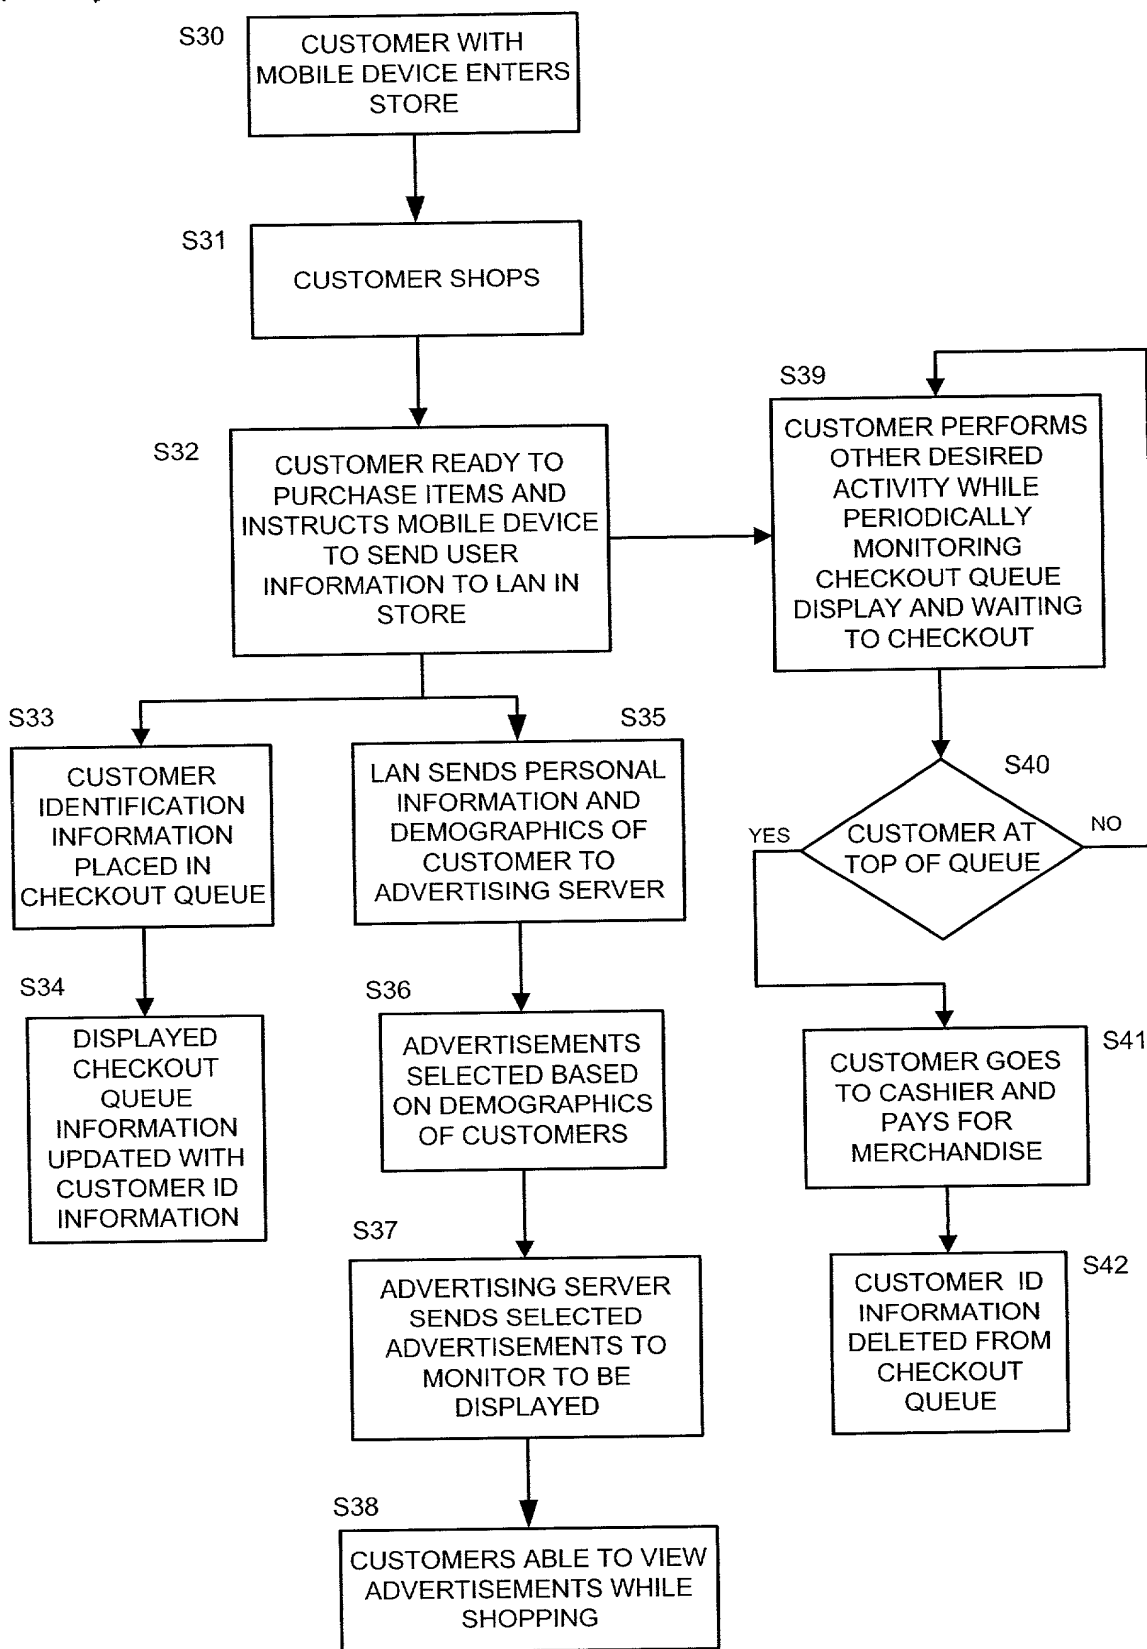 S30
CUSTOMER WITH
MOBILE DEVICE ENTERS
STORE
S31
CUSTOMER SHOPS
S32
CUSTOMER READY TO
PURCHASE ITEMS AND
INSTRUCTS MOBILE DEVICE
TO SEND USER
INFORMATION TO LAN IN
STORE
S39
CUSTOMER PERFORMS
OTHER DESIRED
ACTIVITY WHILE
PERIODICALLY
MONITORING
CHECKOUT QUEUE
DISPLAY AND WAITING
TO CHECKOUT
S33
CUSTOMER
IDENTIFICATION
INFORMATION
PLACED IN
CHECKOUT QUEUE
S34
DISPLAYED
CHECKOUT
QUEUE
INFORMATION
UPDATED WITH
CUSTOMER ID
INFORMATION
S35
LAN SENDS PERSONAL
INFORMATION AND
DEMOGRAPHICS OF
CUSTOMER TO
ADVERTISING SERVER
S36
ADVERTISEMENTS
SELECTED BASED
ON DEMOGRAPHICS
OF CUSTOMERS
S37
ADVERTISING SERVER
SENDS SELECTED
ADVERTISEMENTS TO
MONITOR TO BE
DISPLAYED
S38
CUSTOMERS ABLE TO VIEW
ADVERTISEMENTS WHILE
SHOPPING
S40
CUSTOMER AT
TOP OF QUEUE
YES
NO
S41
CUSTOMER GOES
TO CASHIER AND
PAYS FOR
MERCHANDISE
S42
CUSTOMER ID
INFORMATION
DELETED FROM
CHECKOUT
QUEUE